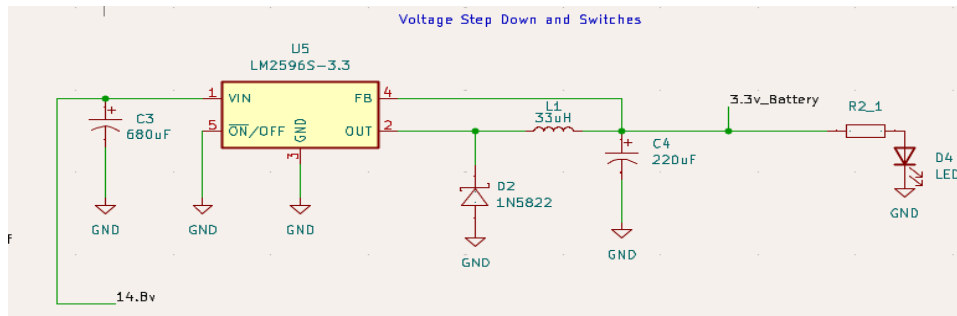 Voltage Step Down and Switches
U5
LM2596S-3.3
1 VIN FB 4
5 ON/OFF GND OUT 2
3
C3
680uF
L1
33uH
3.3v_Battery
R2_1
C4
220uF
D2
1N5822
D4
LED
GND
GND
GND
GND
GND
GND
F
14.8v